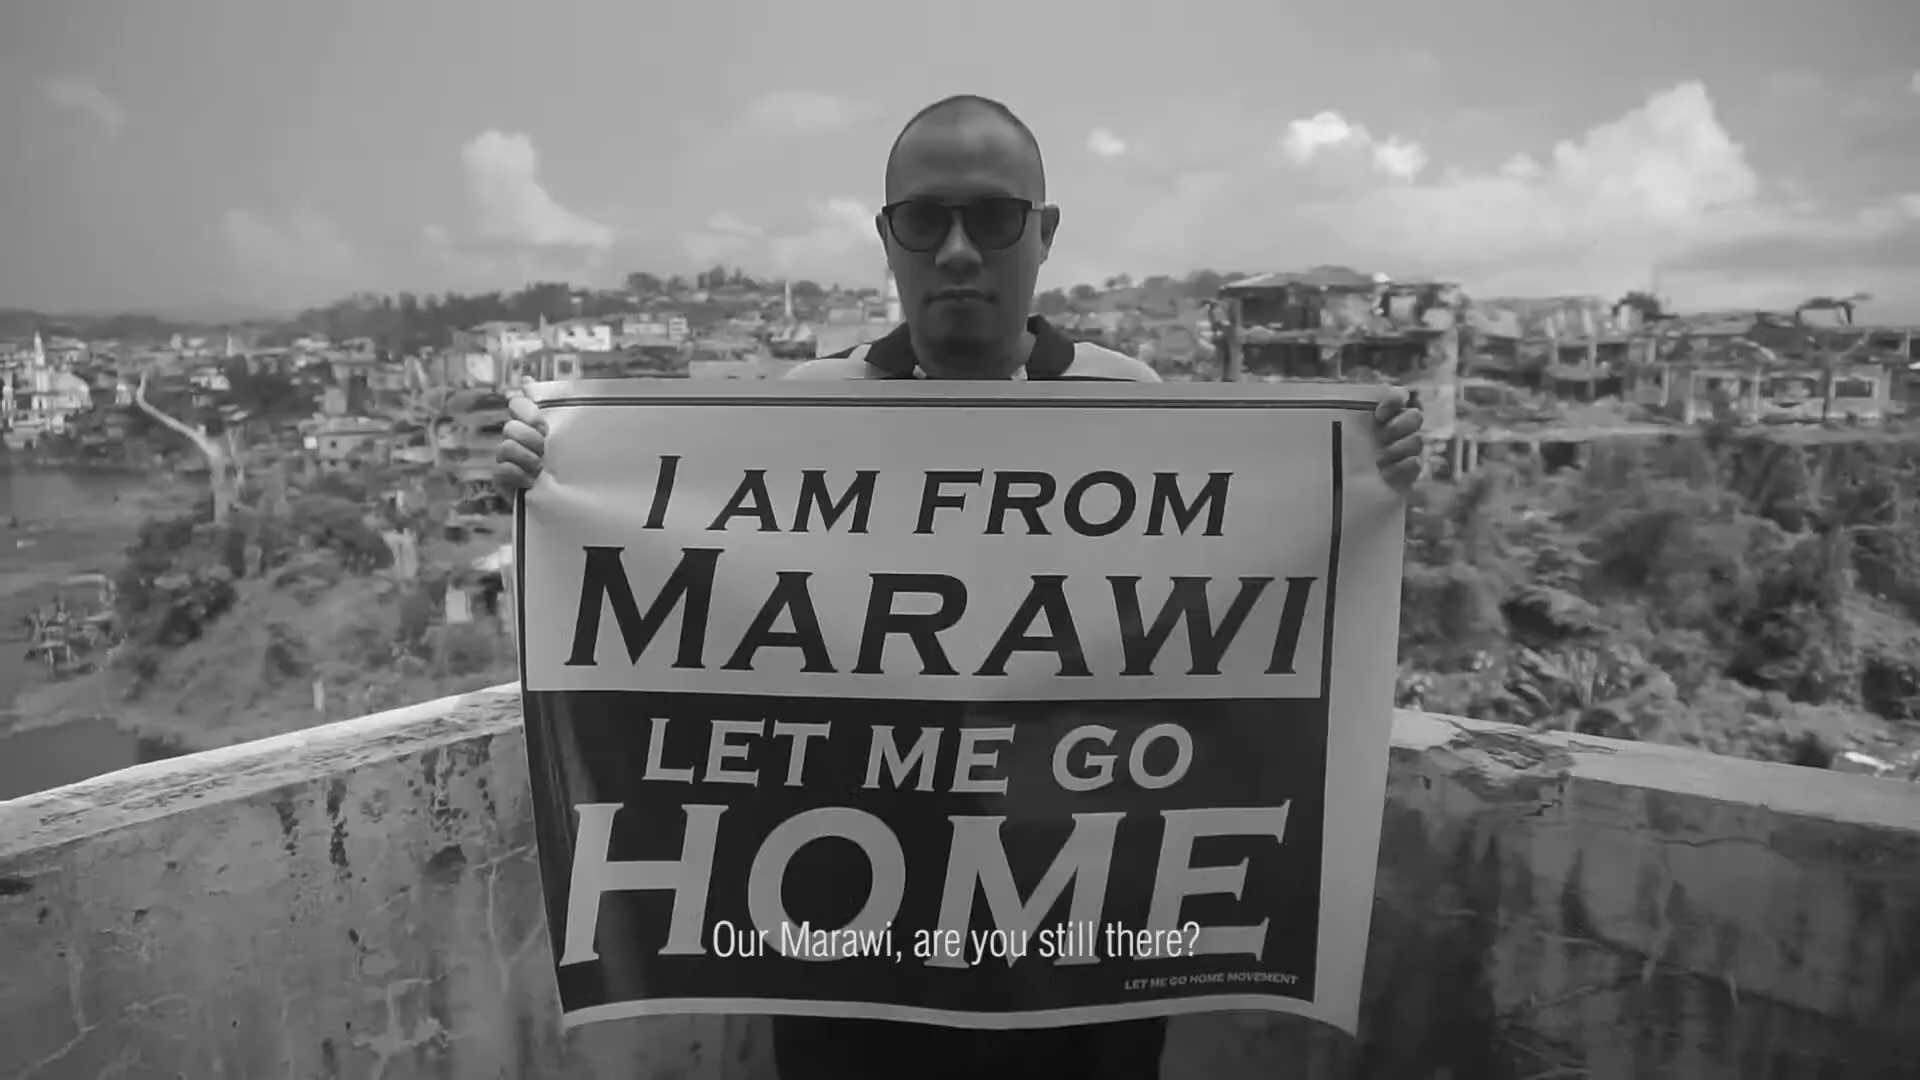 I AM FROM
MARAWI
LET ME GO
HOME
Our Marawi, are you still there?
LET ME GO HOME MOVEMENT